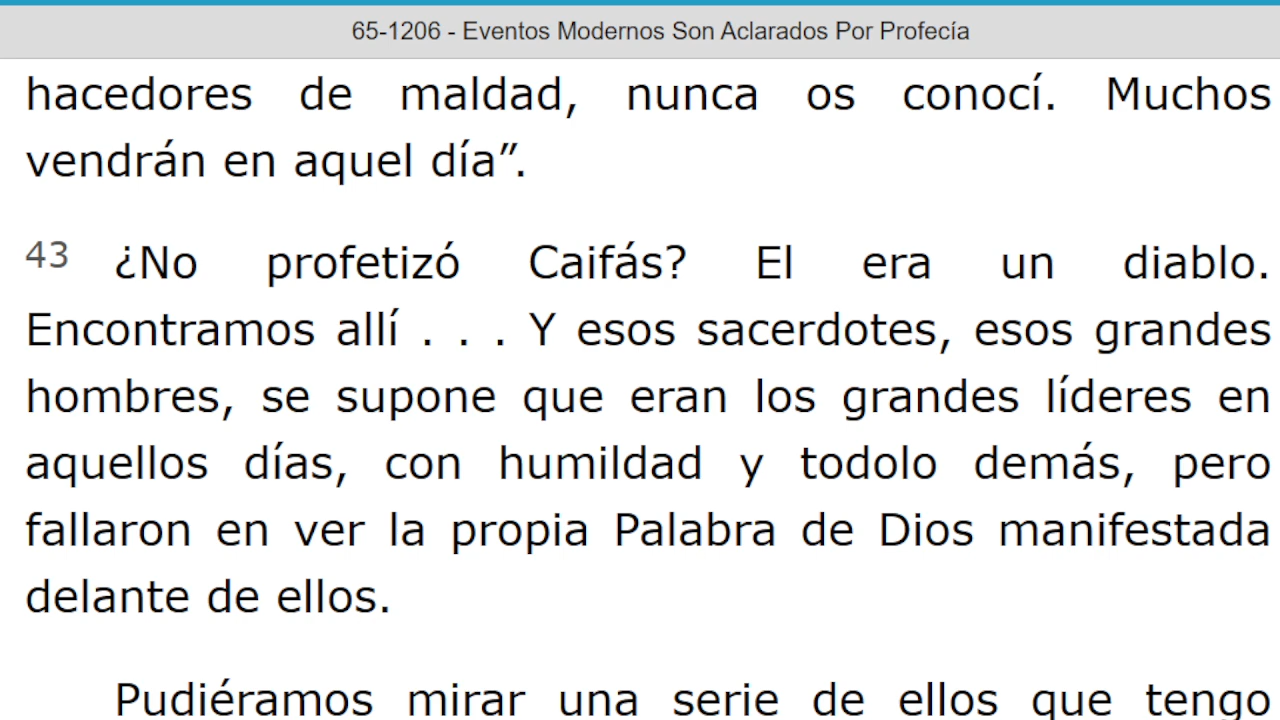 65-1206 - Eventos Modernos Son Aclarados Por Profecía
hacedores de maldad, nunca os conocí. Muchos
vendrán en aquel día”.
43 ¿No profetizó Caifás? El era un diablo.
Encontramos allí . . . Y esos sacerdotes, esos grandes
hombres, se supone que eran los grandes líderes en
aquellos días, con humildad y todolo demás, pero
fallaron en ver la propia Palabra de Dios manifestada
delante de ellos.
Pudiéramos mirar una serie de ellos que tengo